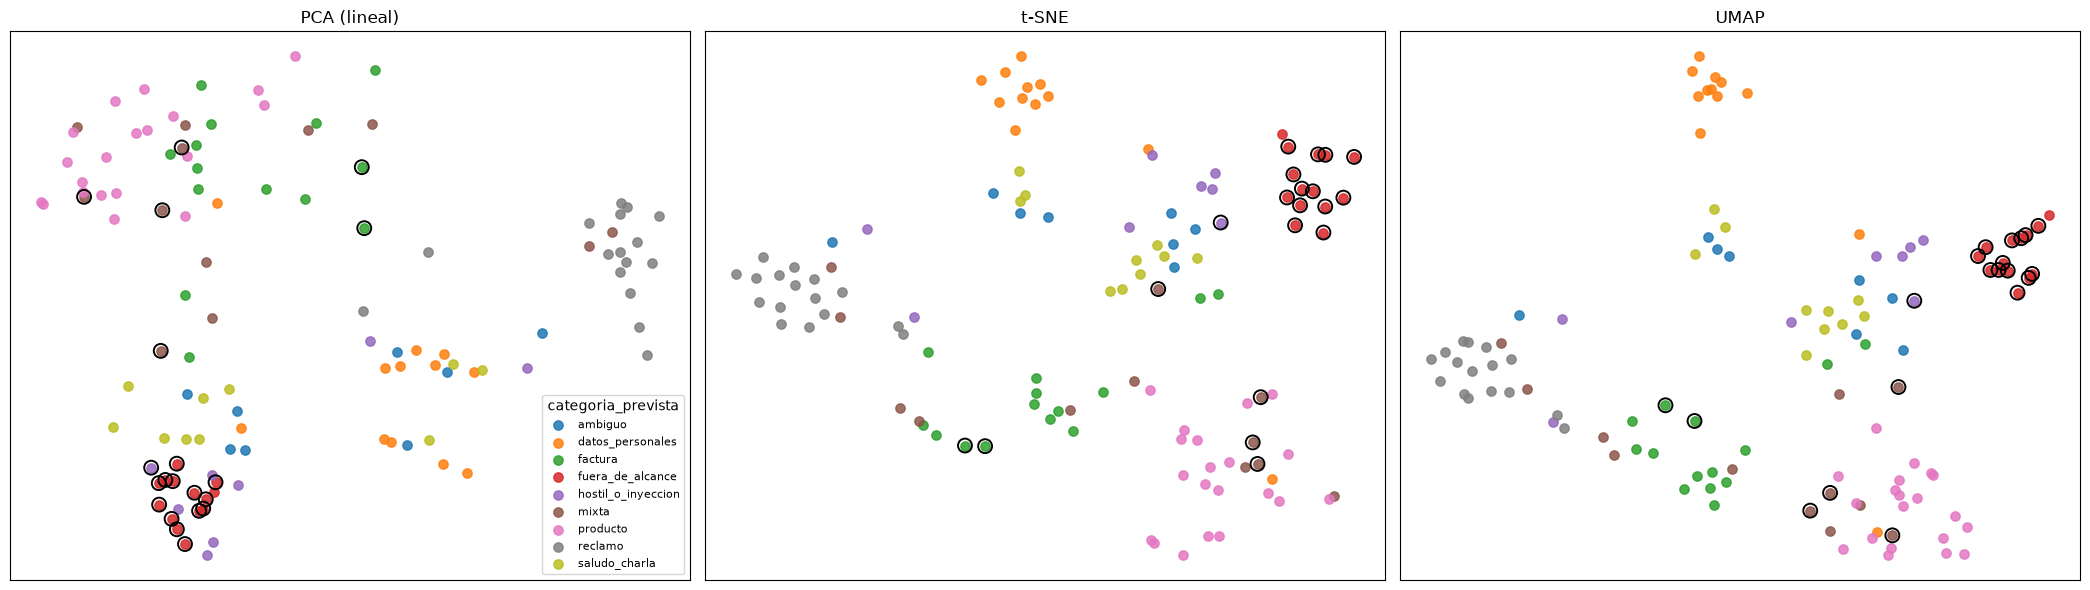 PCA (lineal)
t-SNE
UMAP
categoria_prevista
ambiguo
datos_personales
factura
fuera_de_alcance
hostil_o_inyeccion
mixta
producto
reclamo
saludo_charla